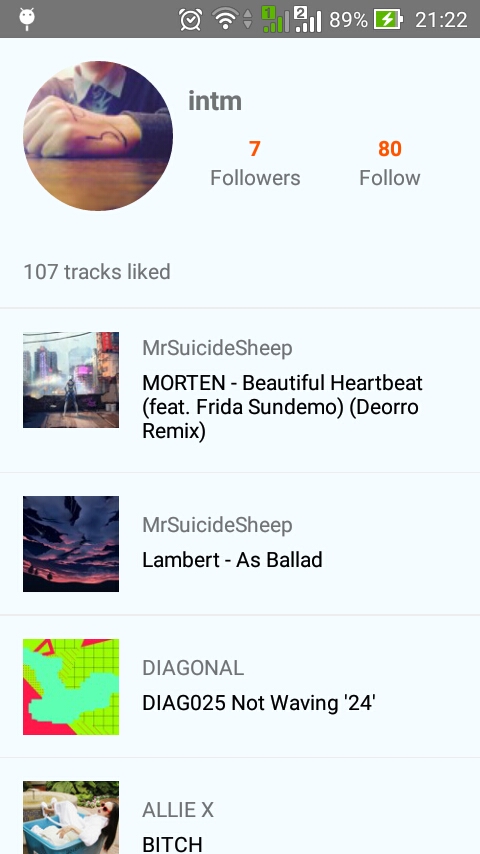 1 2 89% 21:22
intm
7 80
Followers Follow
107 tracks liked
MrSuicideSheep
MORTEN - Beautiful Heartbeat
(feat. Frida Sundemo) (Deorro
Remix)
MrSuicideSheep
Lambert - As Ballad
DIAGONAL
DIAG025 Not Waving '24'
ALLIE X
BITCH